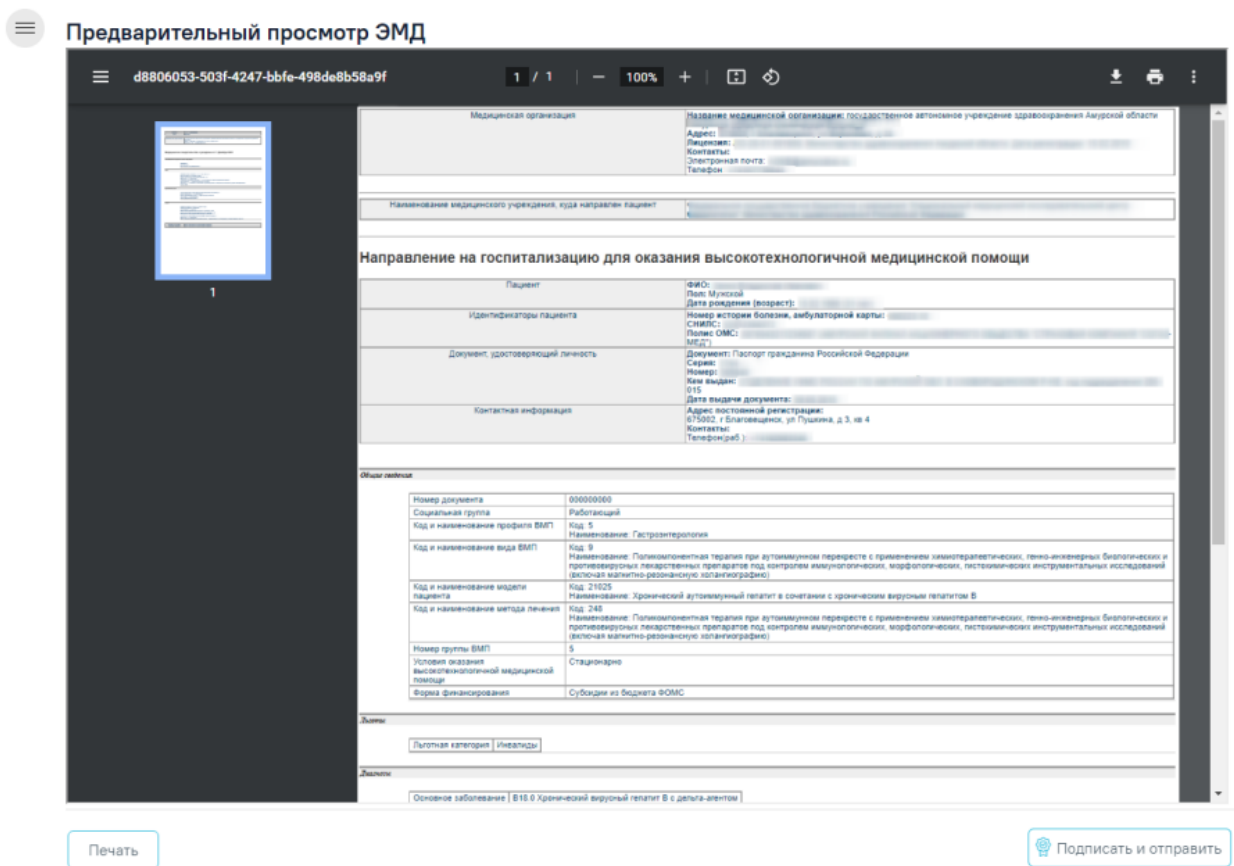 Предварительный просмотр ЭМД
d8806053-503f-4247-bbfe-498de8b58a9f
1 / 1
100%
1
Медицинская организация
Название медицинской организации: государственное автономное учреждение здравоохранения Амурской области
Адрес:
Лицензия:
Контакты:
Электронная почта:
Телефон
Наименование медицинского учреждения, куда направлен пациент
Направление на госпитализацию для оказания высокотехнологичной медицинской помощи
Пациент
ФИО:
Пол: Мужской
Дата рождения (возраст):
Идентификаторы пациента
Номер истории болезни, амбулаторной карты:
СНИЛС:
Полис ОМС:
МЕД")
Документ, удостоверяющий личность
Документ: Паспорт гражданина Российской Федерации
Серия:
Номер:
Кем выдан:
015
Дата выдачи документа:
Контактная информация
Адрес постоянной регистрации:
675002, г Благовещенск, ул Пушкина, д 3, кв 4
Контакты:
Телефон(раб.):
Общие сведения
Номер документа
000000000
Социальная группа
Работающий
Код и наименование профиля ВМП
Код: 5
Наименование: Гастроэнтерология
Код и наименование вида ВМП
Код: 9
Наименование: Поликомпонентная терапия при аутоиммунном перекресте с применением химиотерапевтических, генно-инженерных биологических и
противовирусных лекарственных препаратов под контролем иммунологических, морфологических, гистохимических инструментальных исследований
(включая магнитно-резонансную холангиографию)
Код и наименование модели
пациента
Код: 21025
Наименование: Хронический аутоиммунный гепатит в сочетании с хроническим вирусным гепатитом B
Код и наименование метода лечения
Код: 248
Наименование: Поликомпонентная терапия при аутоиммунном перекресте с применением химиотерапевтических, генно-инженерных биологических и
противовирусных лекарственных препаратов под контролем иммунологических, морфологических, гистохимических инструментальных исследований
(включая магнитно-резонансную холангиографию)
Номер группы ВМП
5
Условия оказания
высокотехнологичной медицинской
помощи
Стационарно
Форма финансирования
Субсидии из бюджета ФОМС
Льготы
Льготная категория
Инвалиды
Диагнозы
Основное заболевание
B18.0 Хронический вирусный гепатит B с дельта-агентом
Печать
Подписать и отправить